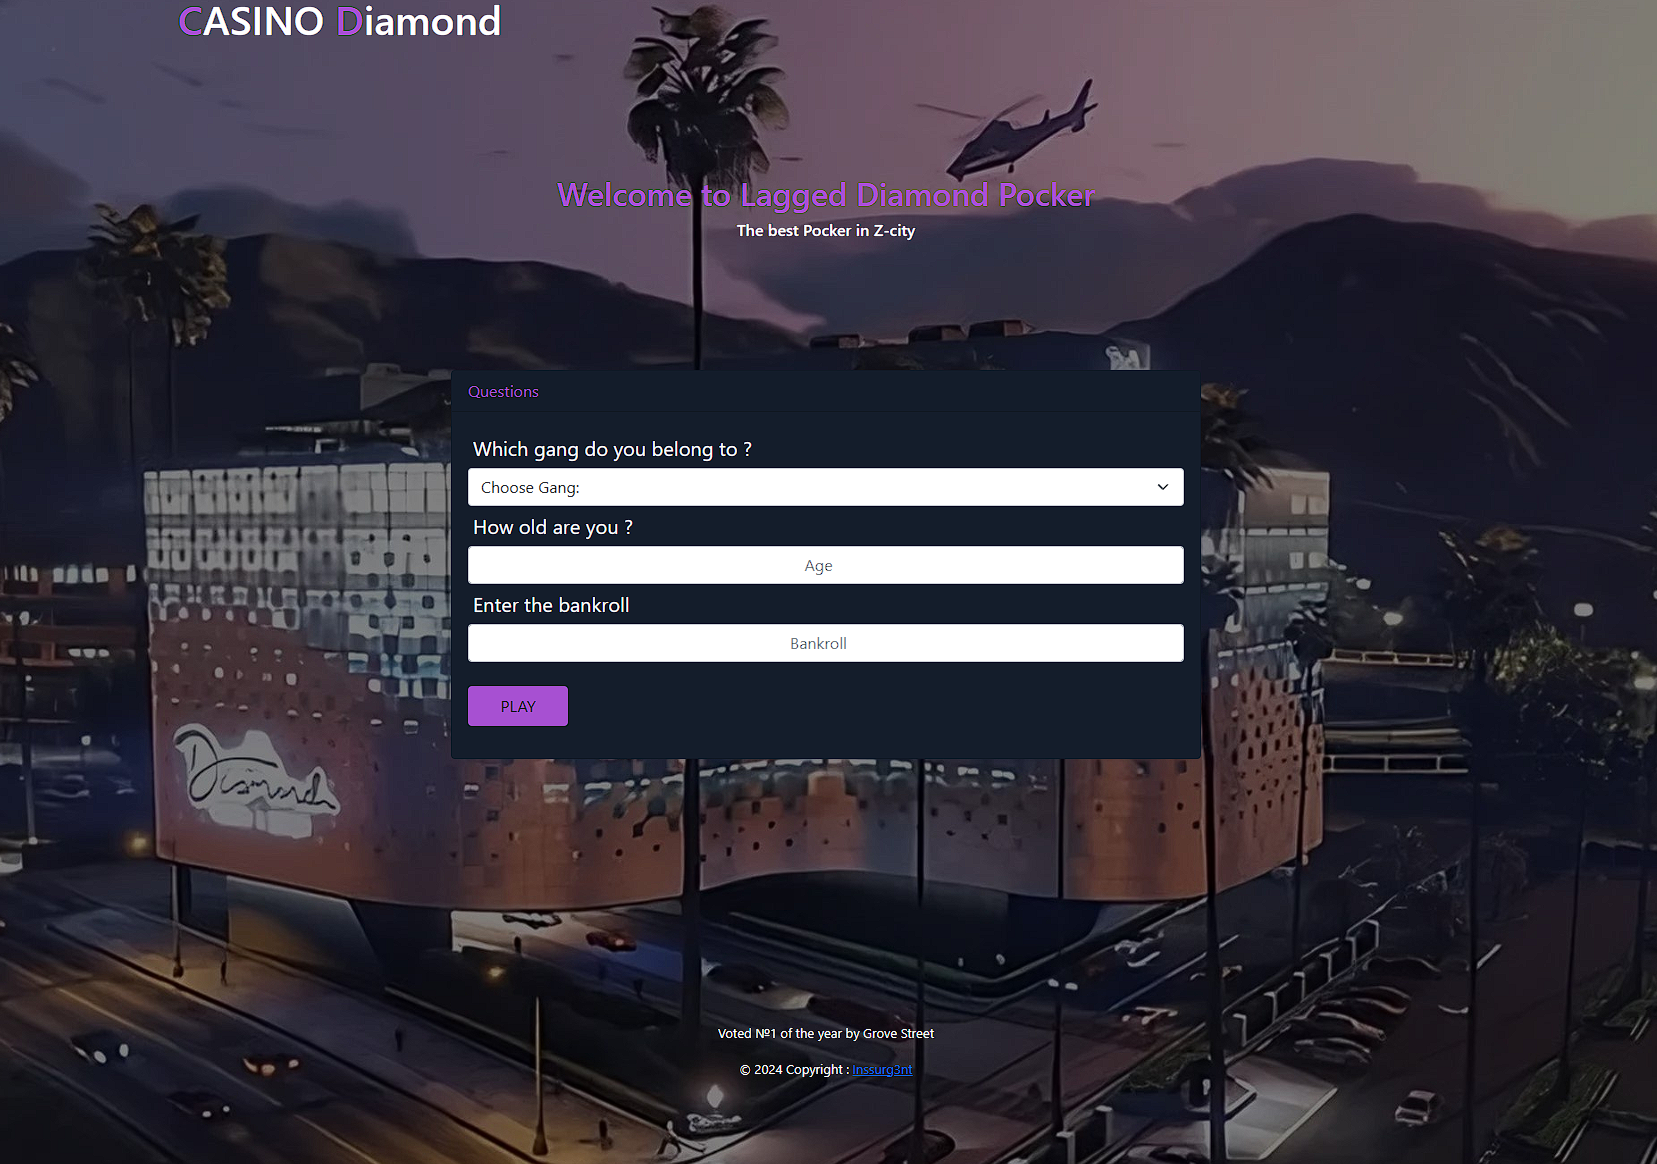 CASINO Diamond
Welcome to Lagged Diamond Pocker
The best Pocker in Z-city
Questions
Which gang do you belong to ?
Choose Gang:
How old are you ?
Age
Enter the bankroll
Bankroll
PLAY
Diamond
Voted №1 of the year by Grove Street
© 2024 Copyright : Inssurg3nt